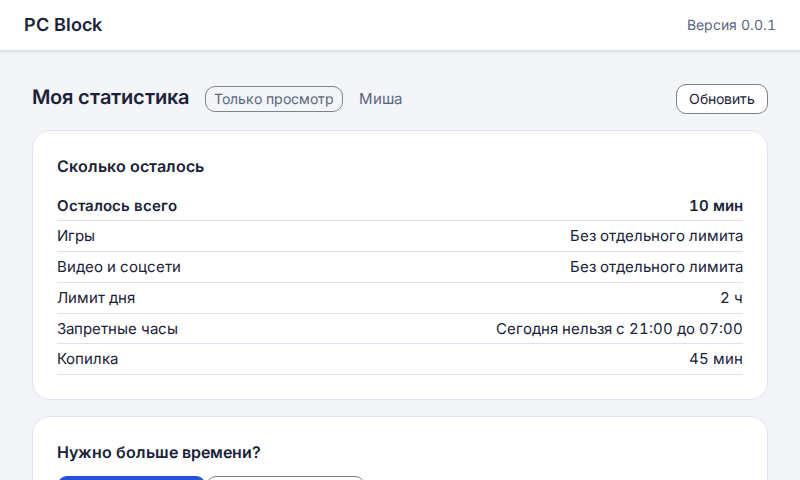 PC Block
Версия 0.0.1
Моя статистика
Только просмотр
Миша
Обновить
Сколько осталось
Осталось всего 10 мин
Игры Без отдельного лимита
Видео и соцсети Без отдельного лимита
Лимит дня 2 ч
Запретные часы Сегодня нельзя с 21:00 до 07:00
Копилка 45 мин
Нужно больше времени?